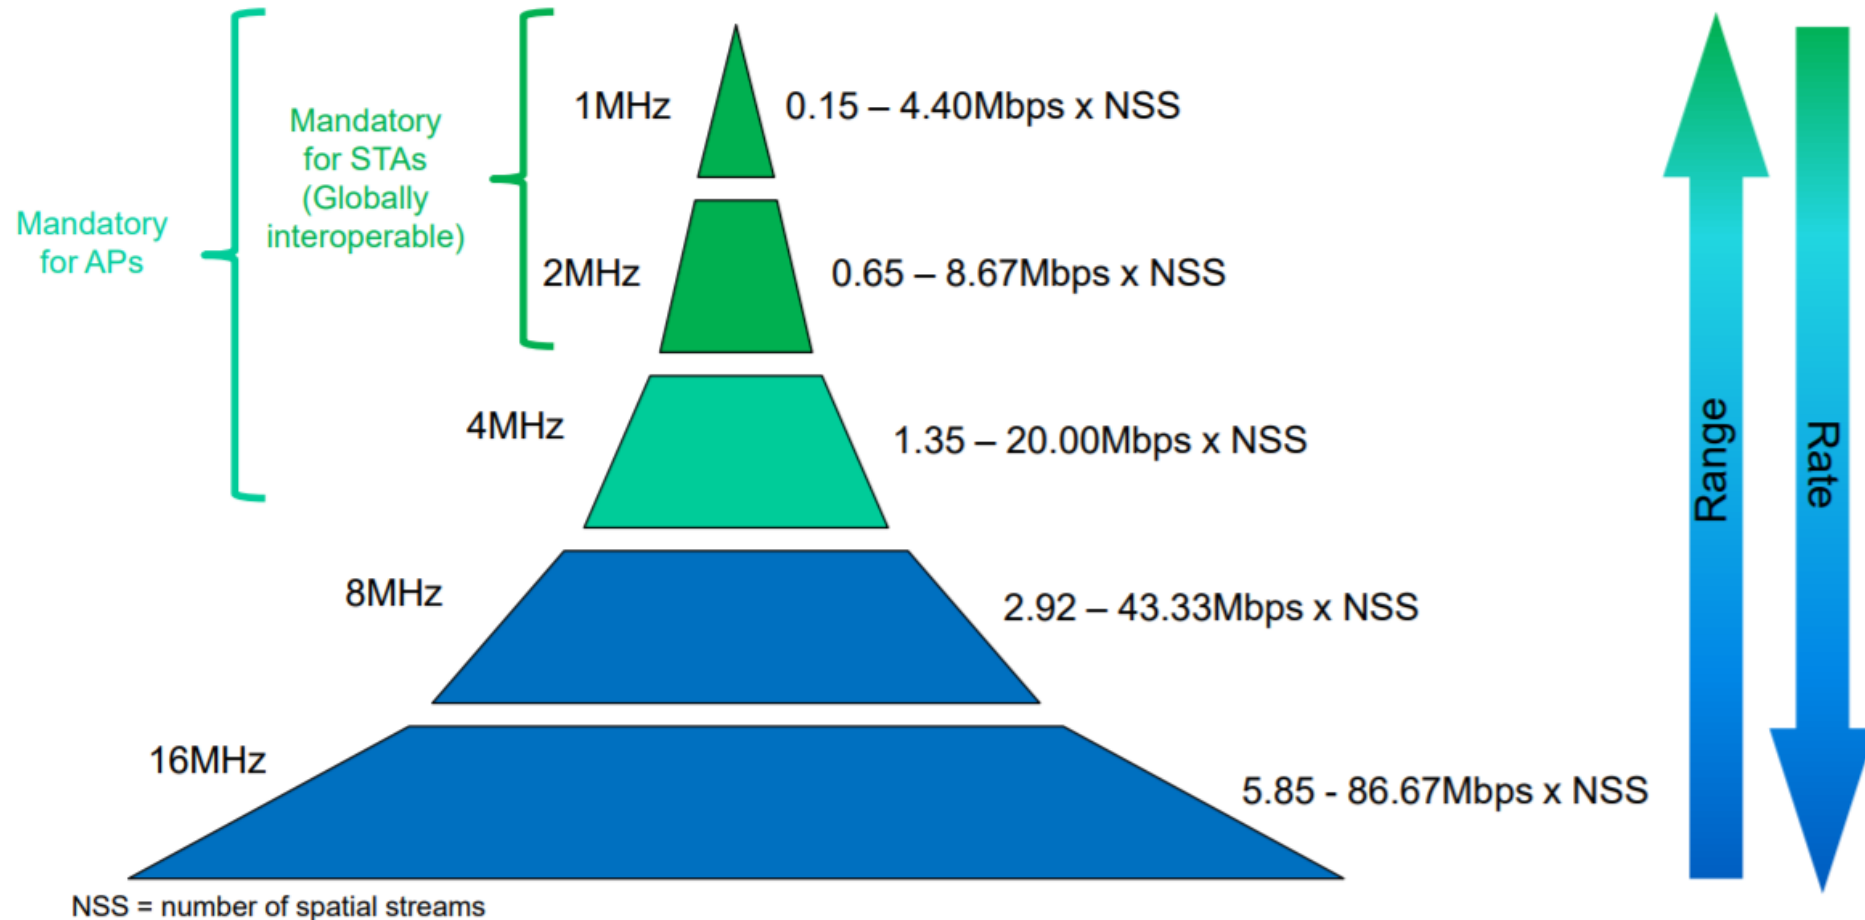 Mandatory
for APs
Mandatory
for STAs
(Globally
interoperable)
1MHz
0.15 – 4.40Mbps x NSS
2MHz
0.65 – 8.67Mbps x NSS
4MHz
1.35 – 20.00Mbps x NSS
8MHz
2.92 – 43.33Mbps x NSS
16MHz
5.85 - 86.67Mbps x NSS
Range
Rate
NSS = number of spatial streams